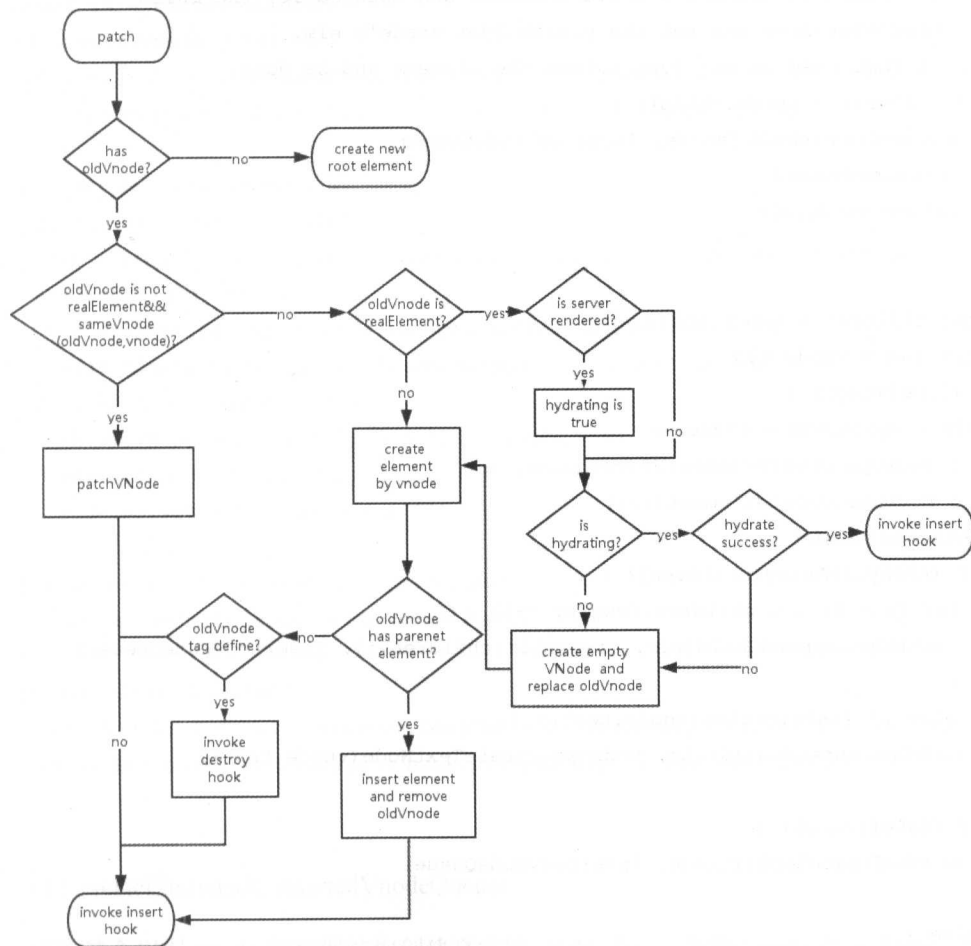 patch
has
oldVnode?
no
create new
root element
yes
oldVnode is not
realElement&&
sameVnode
(oldVnode,vnode)?
no
oldVnode is
realElement?
yes
is server
rendered?
yes
no
yes
hydrating is
true
no
patchVNode
create
element
by vnode
is
hydrating?
yes
hydrate
success?
yes
invoke insert
hook
no
oldVnode
tag define?
no
oldVnode
has parenet
element?
create empty
VNode and
replace oldVnode
no
yes
yes
no
invoke
destroy
hook
insert element
and remove
oldVnode
invoke insert
hook